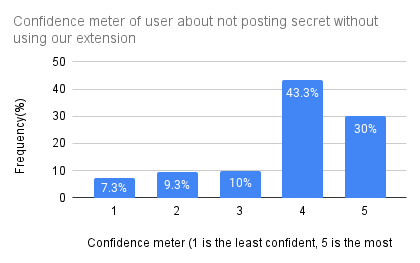 Confidence meter of user about not posting secret without
using our extension
50
40
30
20
10
0
Frequency(%)
7.3%
9.3%
10%
43.3%
30%
1 2 3 4 5
Confidence meter (1 is the least confident, 5 is the most